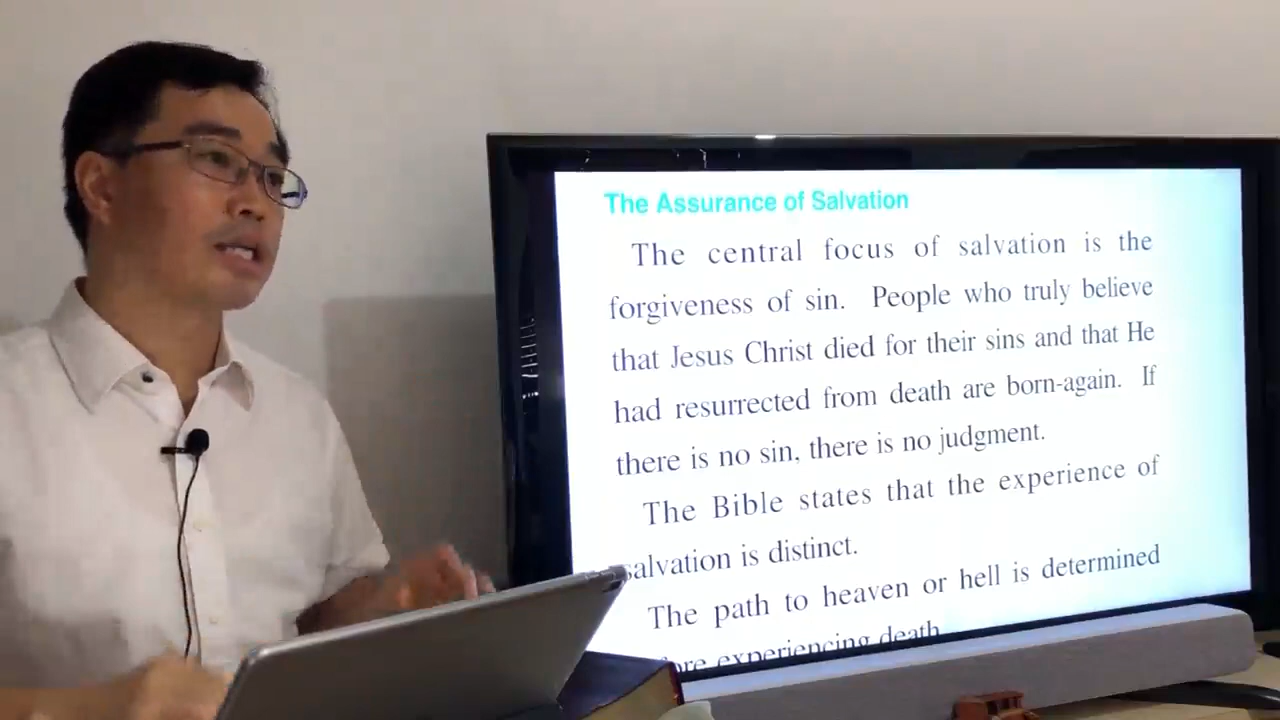 The Assurance of Salvation
The central focus of salvation is the
forgiveness of sin. People who truly believe
that Jesus Christ died for their sins and that He
had resurrected from death are born-again. If
there is no sin, there is no judgment.
The Bible states that the experience of
salvation is distinct.
The path to heaven or hell is determined
experiencing death